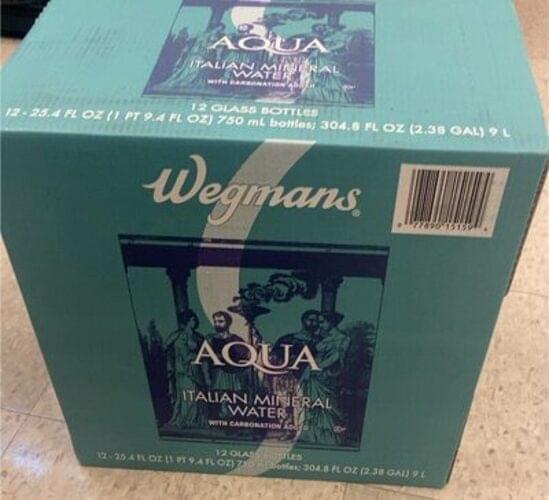 AQUA
ITALIAN MINERAL
WATER
WITH CARBONATION ADDED
12 GLASS BOTTLES
12 - 25.4 FL OZ (1 PT 9.4 FL OZ) 750 mL bottles; 304.8 FL OZ (2.38 GAL) 9 L
Wegmans®
AQUA
ITALIAN MINERAL
WATER
WITH CARBONATION ADDED
12 GLASS BOTTLES
12 - 25.4 FL OZ (1 PT 9.4 FL OZ) 750 mL bottles; 304.8 FL OZ (2.38 GAL) 9 L